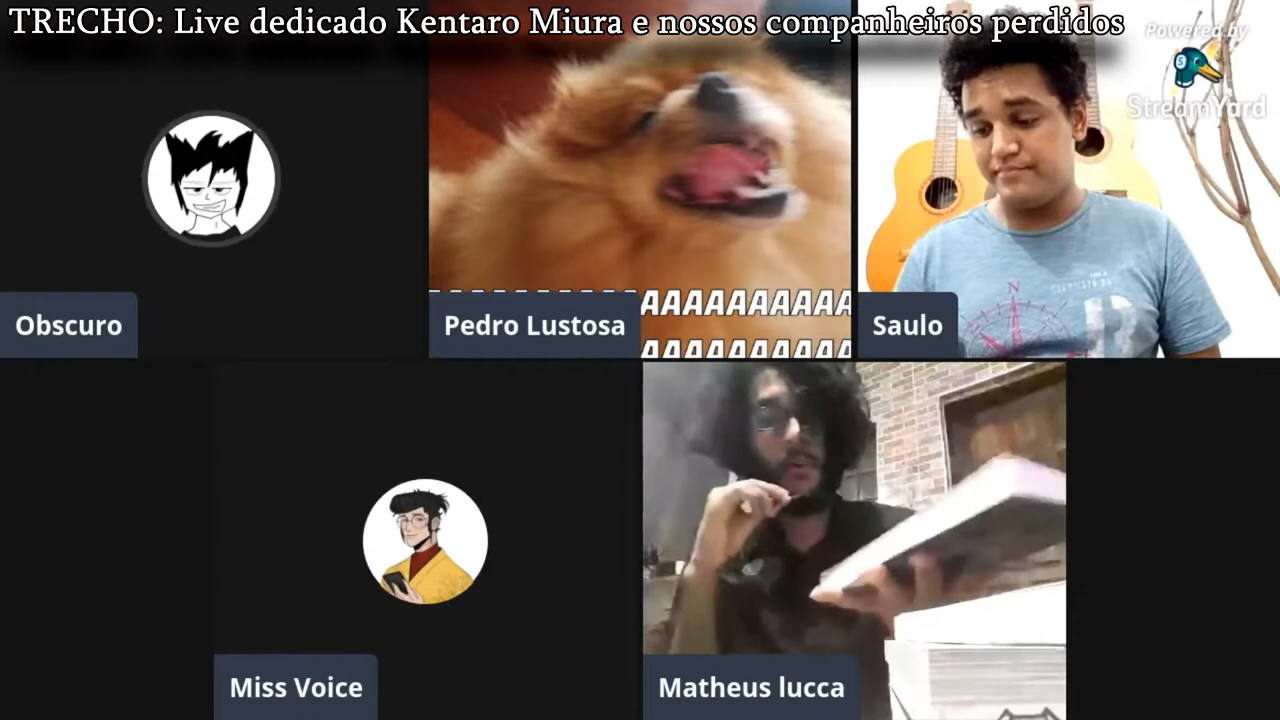 TRECHO: Live dedicado Kentaro Miura e nossos companheiros perdidos
Powered by
StreamYard
N
AAAAAAAAAA
Obscuro
Pedro Lustosa
Saulo
AAAAAAAAAA
Miss Voice
Matheus lucca